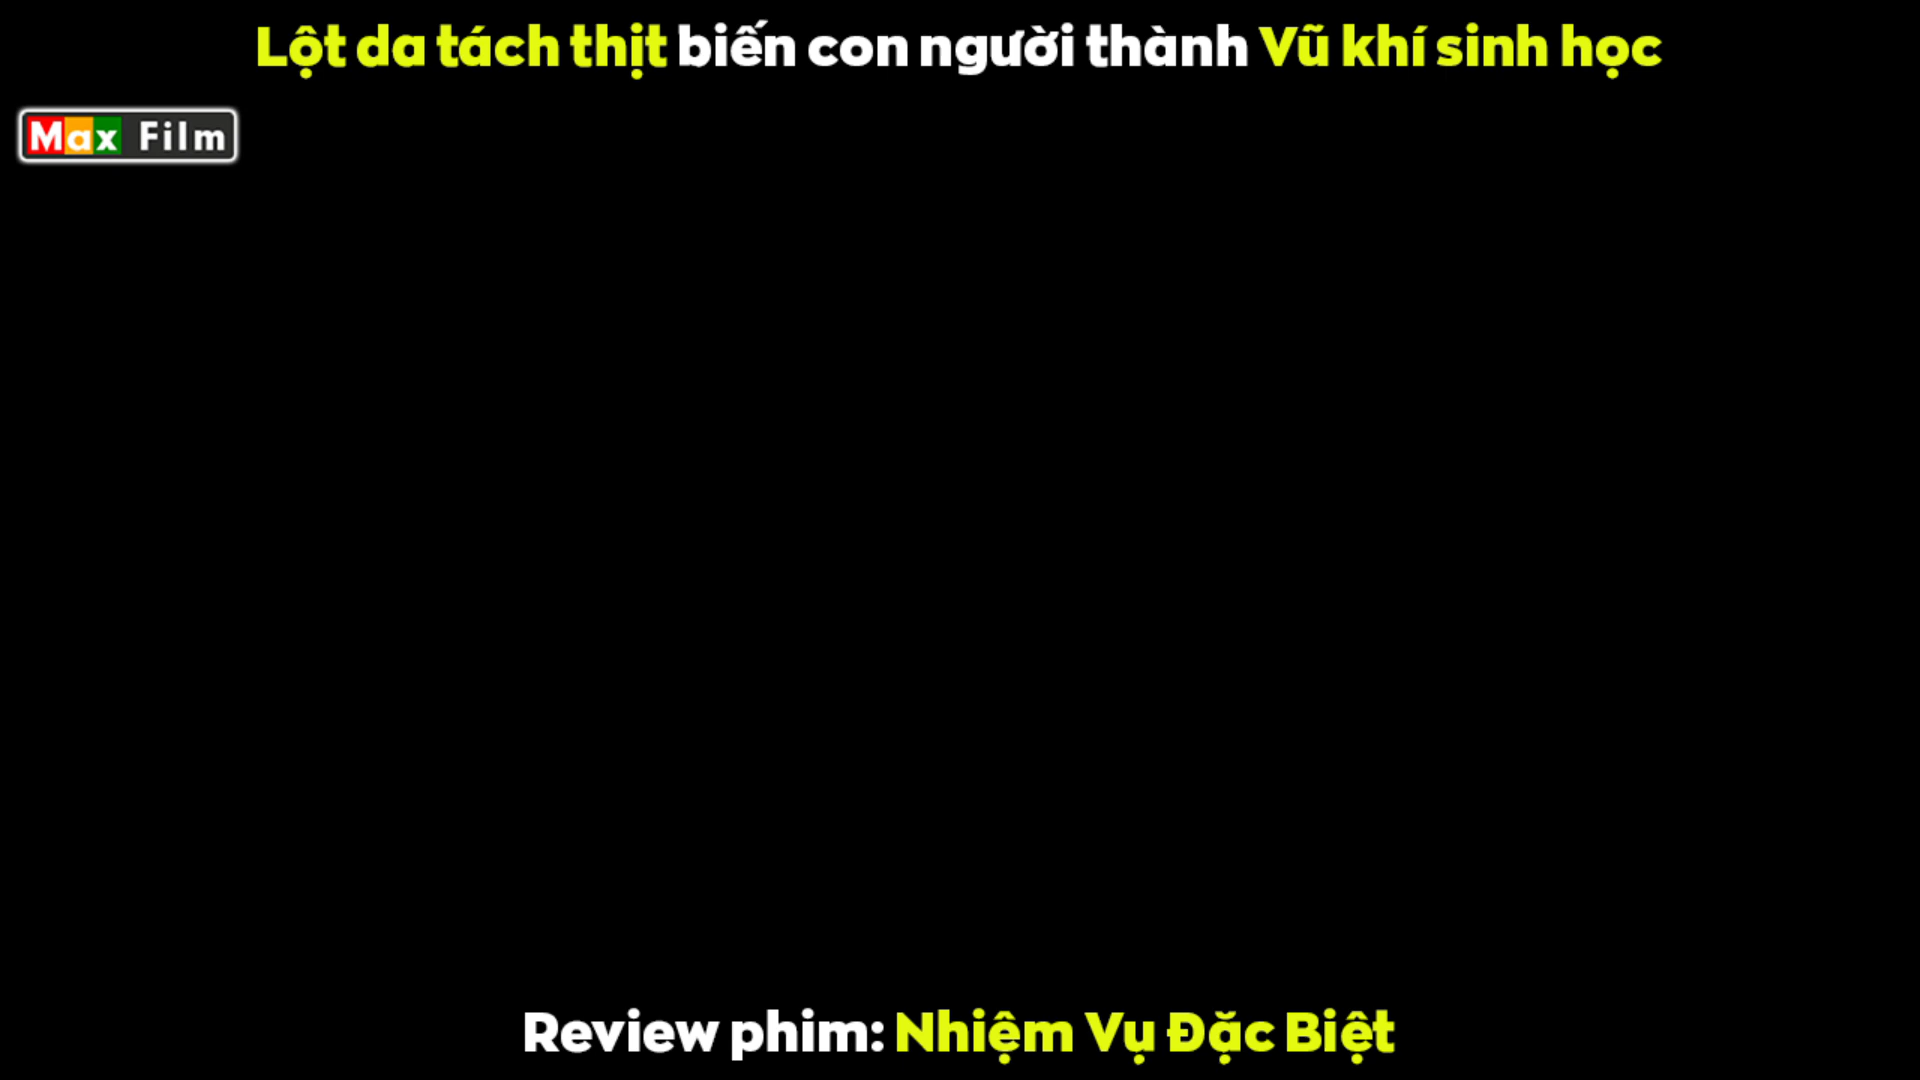 Lột da tách thịt biến con người thành Vũ khí sinh học
Max Film
Review phim: Nhiệm Vụ Đặc Biệt